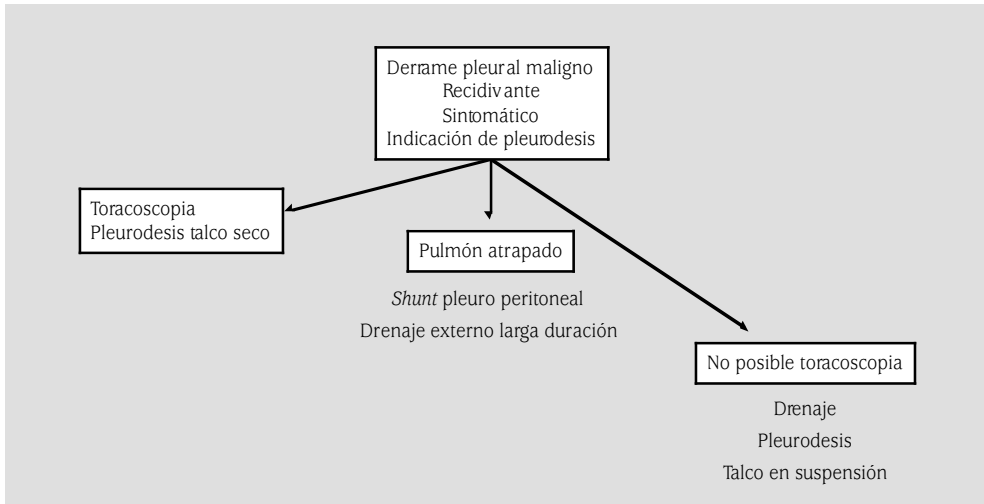 Derrame pleural maligno
Recidivante
Sintomático
Indicación de pleurodesis
Toracoscopia
Pleurodesis talco seco
Pulmón atrapado
Shunt pleuro peritoneal
Drenaje externo larga duración
No posible toracoscopia
Drenaje
Pleurodesis
Talco en suspensión